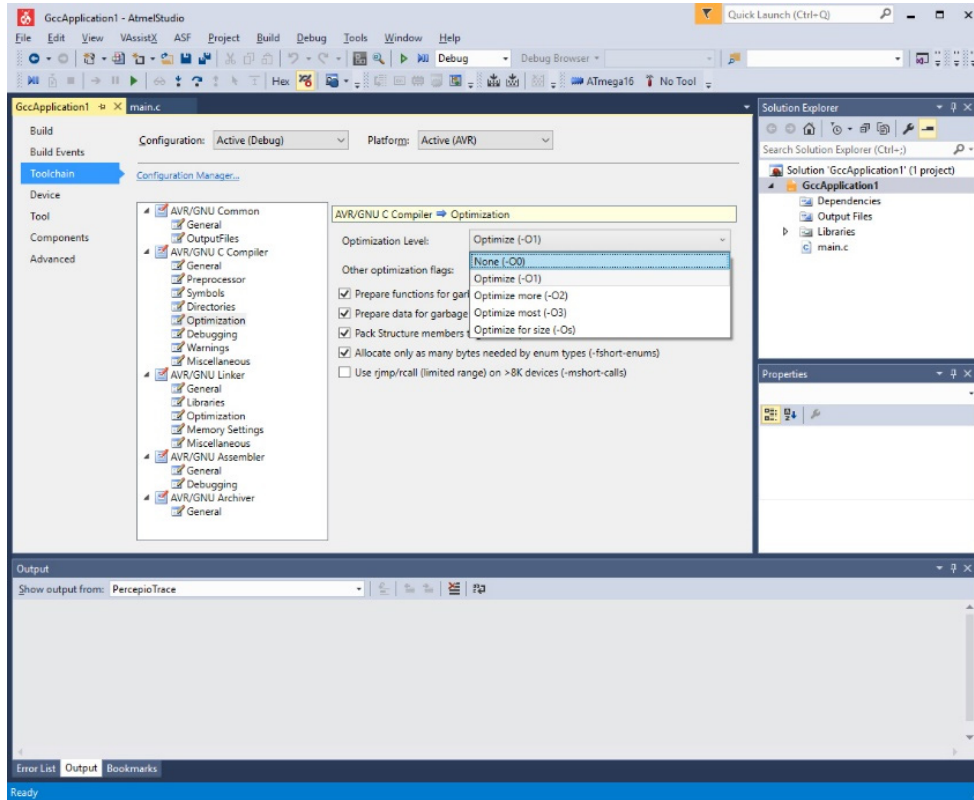 GccApplication1 - AtmelStudio
Quick Launch (Ctrl+Q)
File Edit View VAssistX ASF Project Build Debug Tools Window Help
Debug Debug Browser
Hex ATmega16 No Tool
GccApplication1 main.c
Build
Build Events
Toolchain
Device
Tool
Components
Advanced
Configuration: Active (Debug) Platform: Active (AVR)
Configuration Manager...
AVR/GNU Common
General
OutputFiles
AVR/GNU C Compiler
General
Preprocessor
Symbols
Directories
Optimization
Debugging
Warnings
Miscellaneous
AVR/GNU Linker
General
Libraries
Optimization
Memory Settings
Miscellaneous
AVR/GNU Assembler
General
Debugging
AVR/GNU Archiver
General
AVR/GNU C Compiler ➡ Optimization
Optimization Level: Optimize (-O1)
None (-O0)
Optimize (-O1)
Optimize more (-O2)
Optimize most (-O3)
Optimize for size (-Os)
Other optimization flags:
Prepare functions for gar
Prepare data for garbage
Pack Structure members
Allocate only as many bytes needed by enum types (-fshort-enums)
Use rjmp/rcall (limited range) on >8K devices (-mshort-calls)
Solution Explorer
Search Solution Explorer (Ctrl+;)
Solution 'GccApplication1' (1 project)
GccApplication1
Dependencies
Output Files
Libraries
main.c
Properties
Output
Show output from: PercepioTrace
Error List Output Bookmarks
Ready